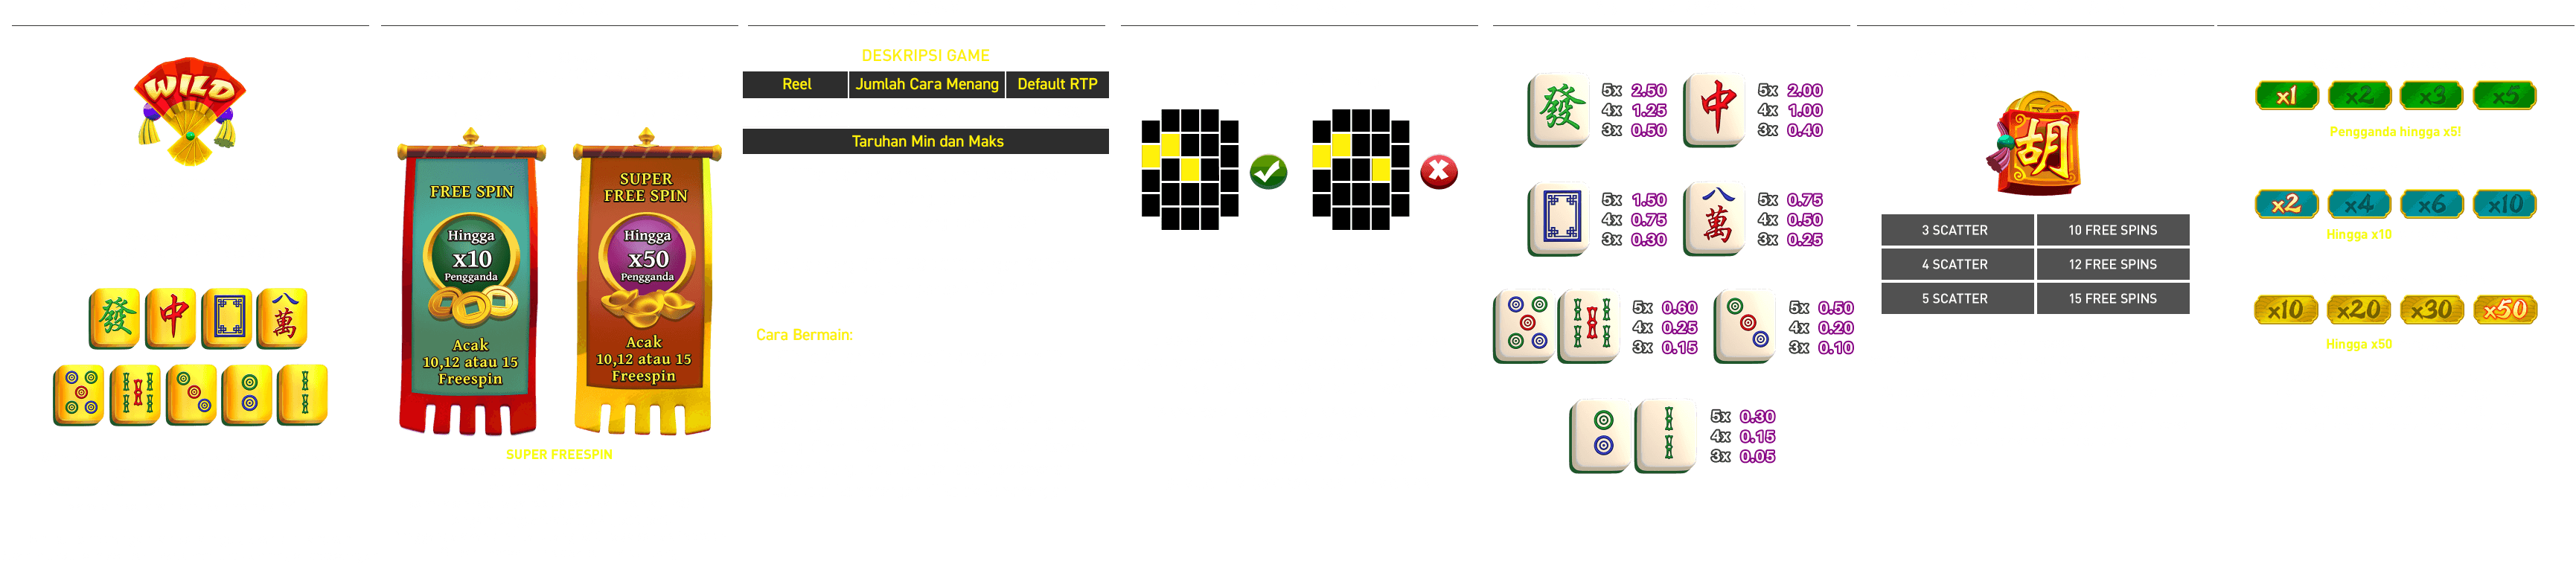 WILD
發 中 八萬
FREE SPIN
Hingga
x10
Pengganda
Acak
10,12 atau 15
Freespin
SUPER
FREE SPIN
Hingga
x50
Pengganda
Acak
10,12 atau 15
Freespin
SUPER FREESPIN
DESKRIPSI GAME
Reel Jumlah Cara Menang Default RTP
Taruhan Min dan Maks
Cara Bermain:
發
5x 2.50
4x 1.25
3x 0.50
中
5x 2.00
4x 1.00
3x 0.40
5x 1.50
4x 0.75
3x 0.30
八萬
5x 0.75
4x 0.50
3x 0.25
5x 0.60
4x 0.25
3x 0.15
5x 0.50
4x 0.20
3x 0.10
5x 0.30
4x 0.15
3x 0.05
胡
3 SCATTER 10 FREE SPINS
4 SCATTER 12 FREE SPINS
5 SCATTER 15 FREE SPINS
x1 x2 x3 x5
Pengganda hingga x5!
x2 x4 x6 x10
Hingga x10
x10 x20 x30 x50
Hingga x50